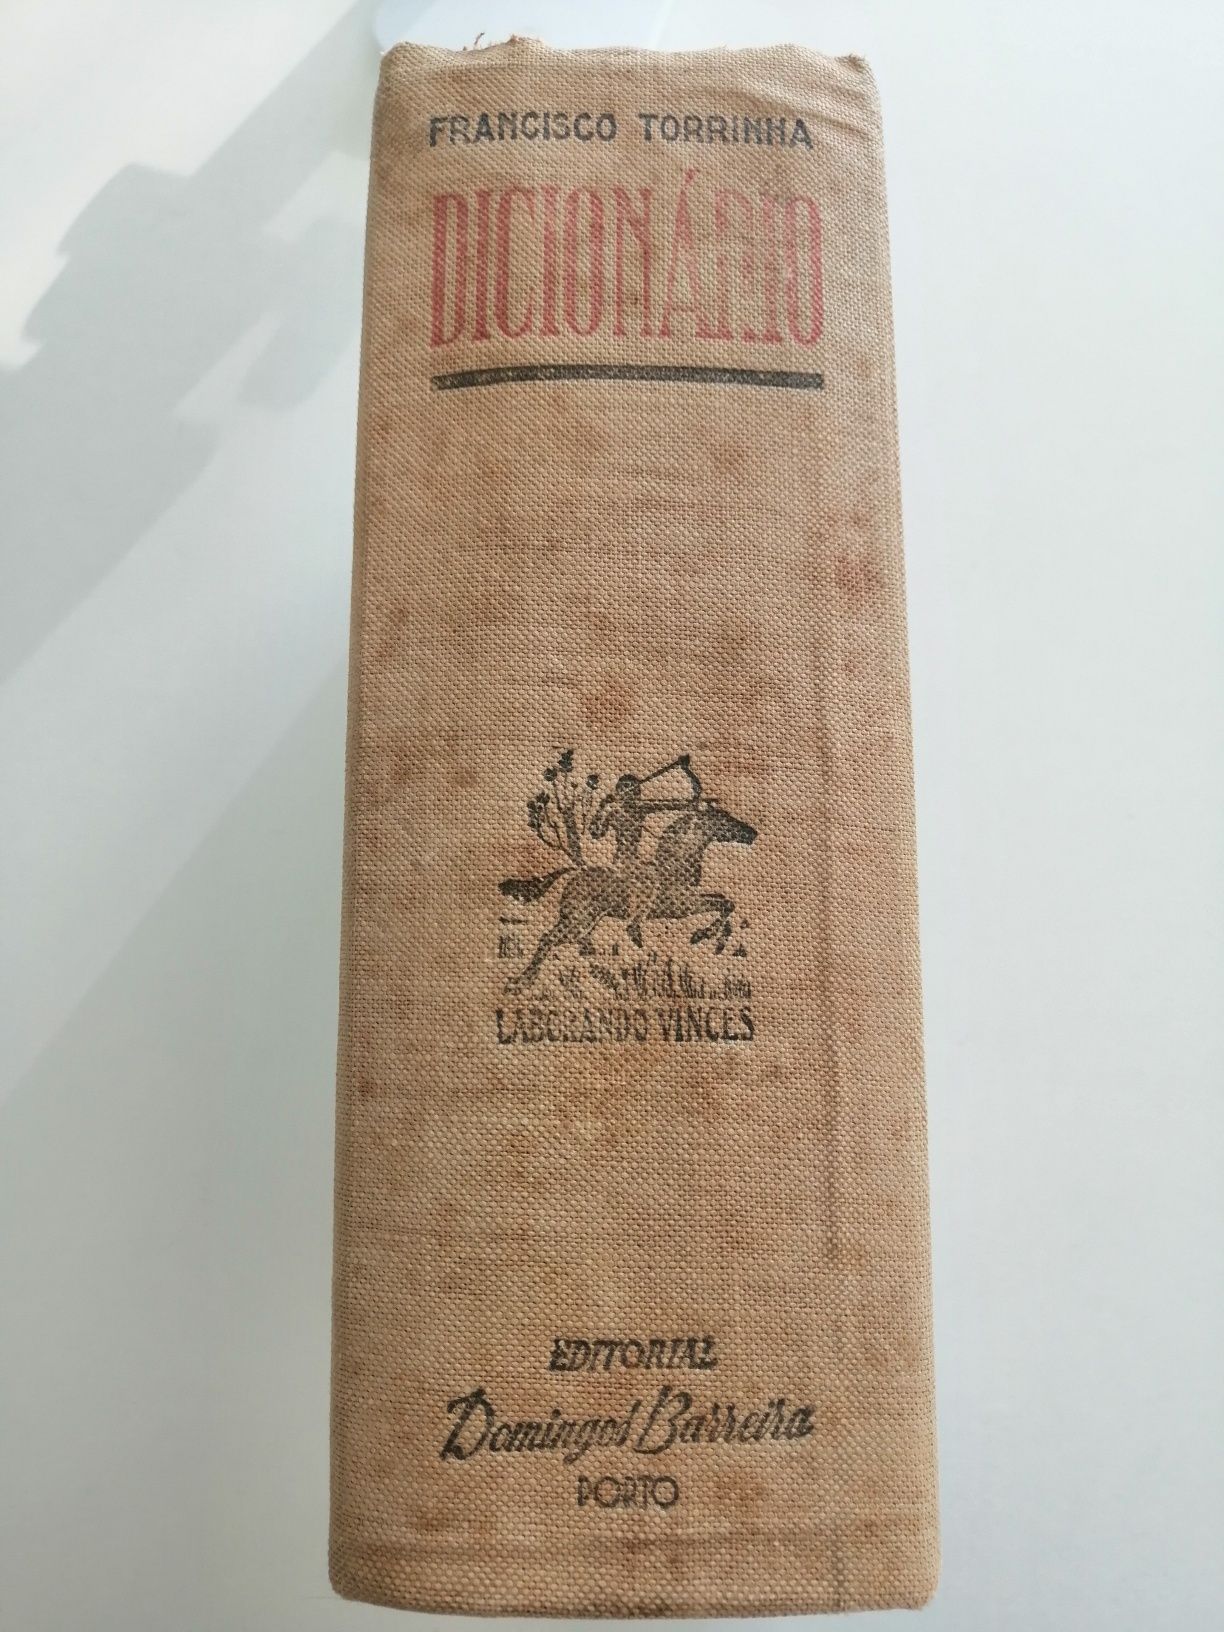 FRANCISCO TORRINHA
DICIONÁRIO
LABORANDO VINCES
EDITORIAL
Domingos Barreira
PORTO